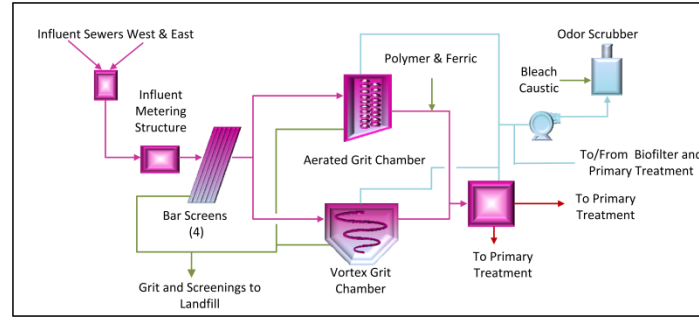 Influent Sewers West & East
Influent
Metering
Structure
Bar Screens
(4)
Grit and Screenings to
Landfill
Polymer & Ferric
Aerated Grit Chamber
Vortex Grit
Chamber
Odor Scrubber
Bleach
Caustic
To/From Biofilter and
Primary Treatment
To Primary
Treatment
To Primary
Treatment